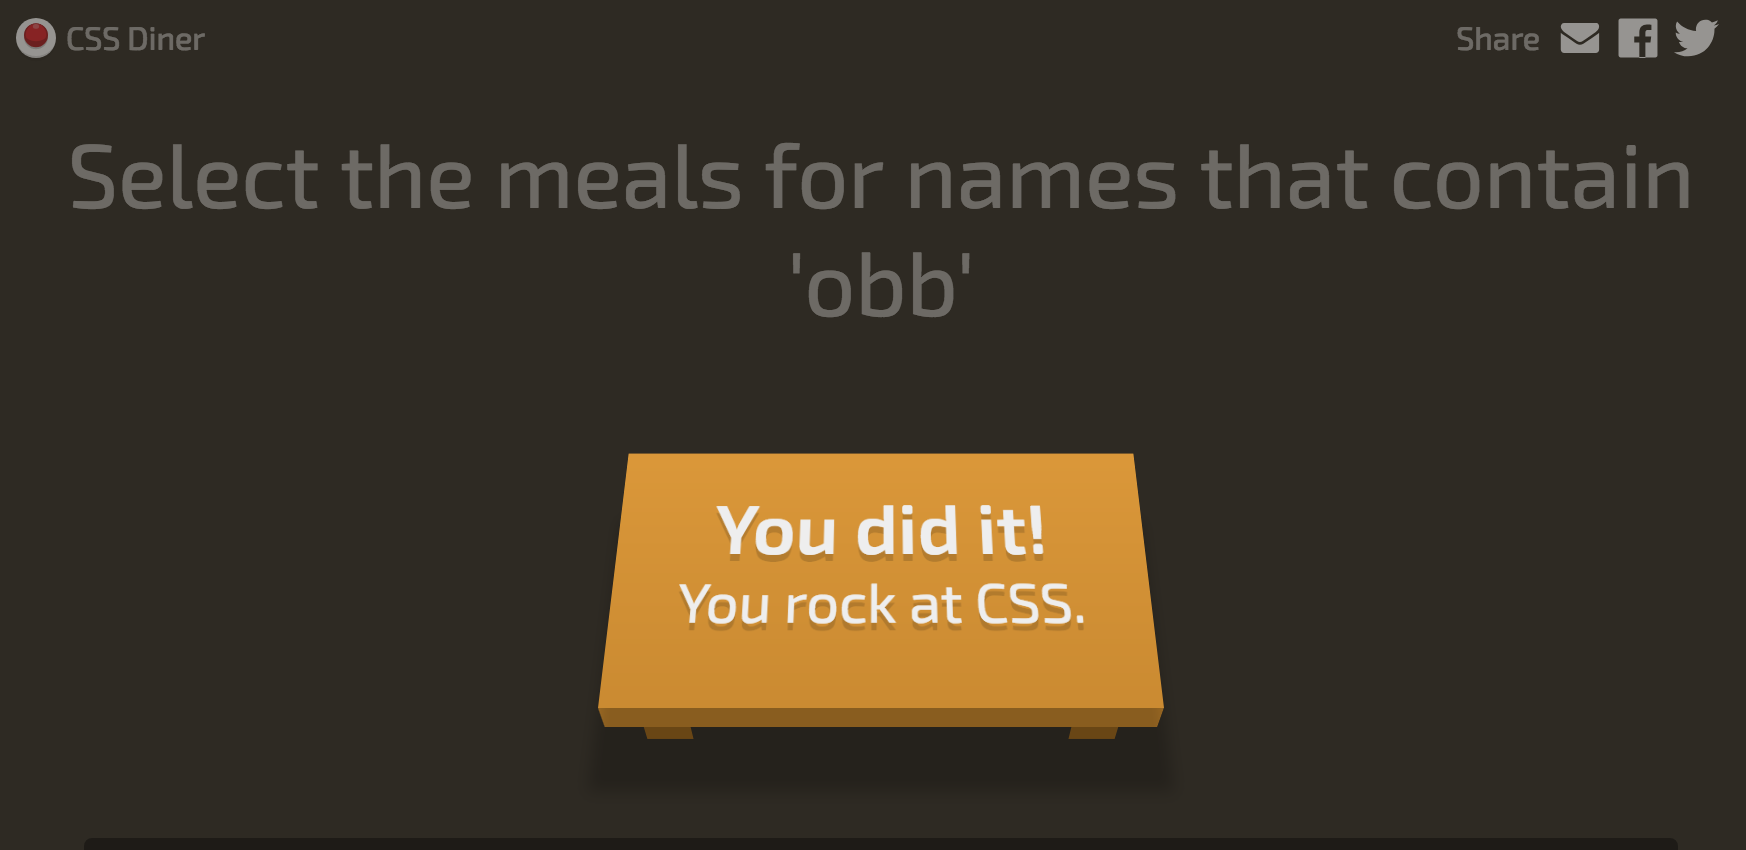 CSS Diner
Share
Select the meals for names that contain
'obb'
You did it!
You rock at CSS.